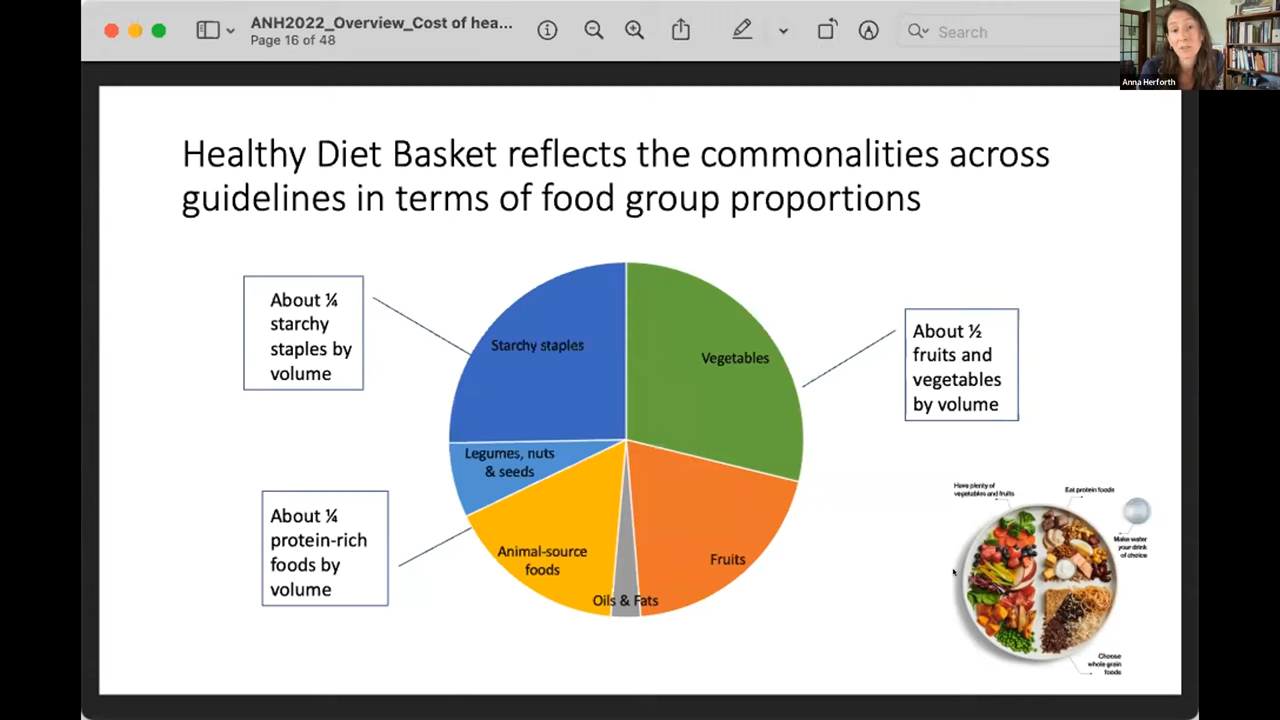 ANH2022_Overview_Cost of hea...
Page 16 of 48
Search
Anna Herforth
Healthy Diet Basket reflects the commonalities across
guidelines in terms of food group proportions
About ¼
starchy
staples by
volume
Starchy staples
Vegetables
About ½
fruits and
vegetables
by volume
Legumes, nuts
& seeds
About ¼
protein-rich
foods by
volume
Animal-source
foods
Fruits
Oils & Fats
Have plenty of
vegetables and fruits
Eat protein foods
Make water
your drink
of choice
Choose
whole grain
foods